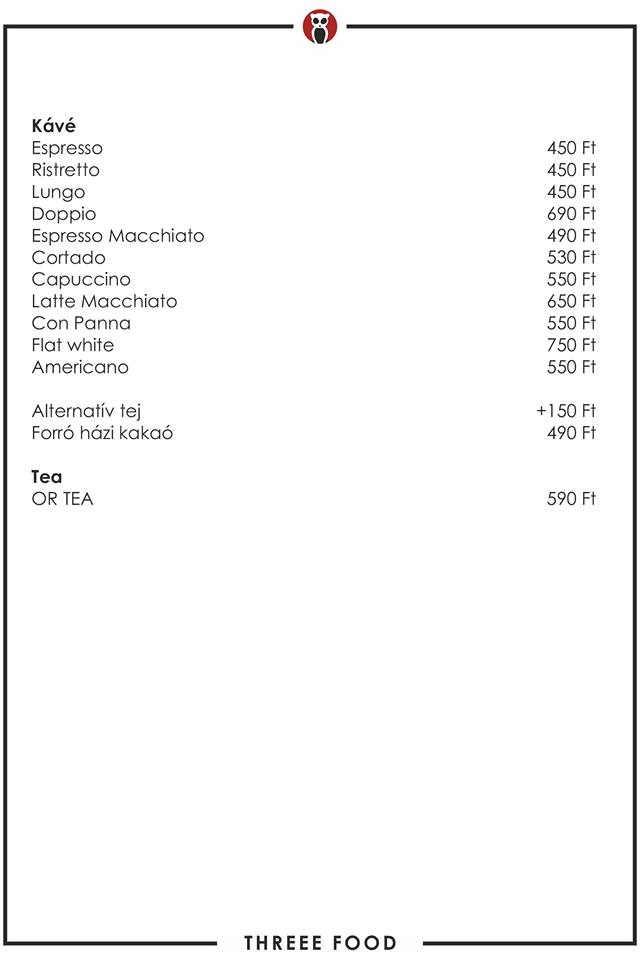 Kávé
Espresso 450 Ft
Ristretto 450 Ft
Lungo 450 Ft
Doppio 690 Ft
Espresso Macchiato 490 Ft
Cortado 530 Ft
Capuccino 550 Ft
Latte Macchiato 650 Ft
Con Panna 550 Ft
Flat white 750 Ft
Americano 550 Ft
Alternatív tej +150 Ft
Forró házi kakaó 490 Ft
Tea
OR TEA 590 Ft
THREEE FOOD